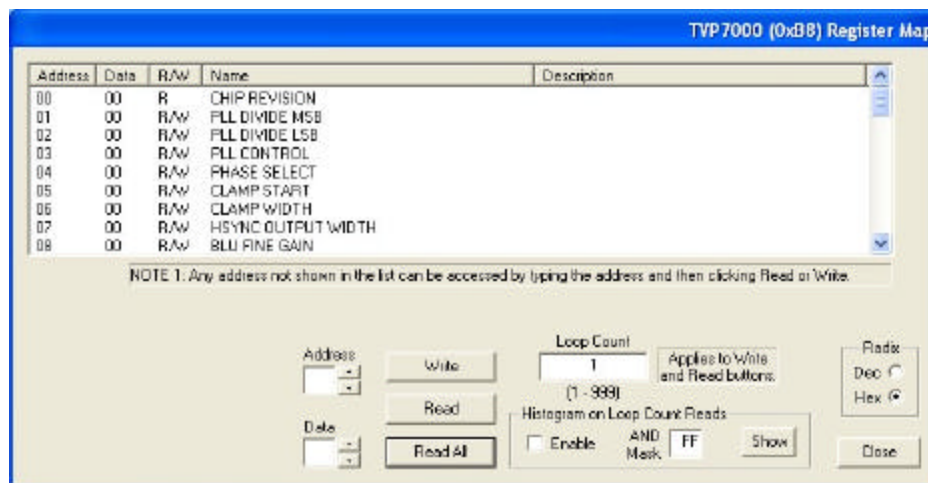 TVP7000 (0xB8) Register Map
Address Data R/W Name Description
00 00 R CHIP REVISION
01 00 R/W PLL DIVIDE MSB
02 00 R/W PLL DIVIDE LSB
03 00 R/W PLL CONTROL
04 00 R/W PHASE SELECT
05 00 R/W CLAMP START
06 00 R/W CLAMP WIDTH
07 00 R/W HSYNC OUTPUT WIDTH
08 00 R/W BLU FINE GAIN
NOTE 1: Any address not shown in the list can be accessed by typing the address and then clicking Read or Write.
Address
Write
Loop Count
1
(1 - 999)
Applies to Write
and Read buttons.
Radix
Dec
Hex
Read
Data
Read All
Histogram on Loop Count Reads
Enable
AND
Mask
FF
Show
Close